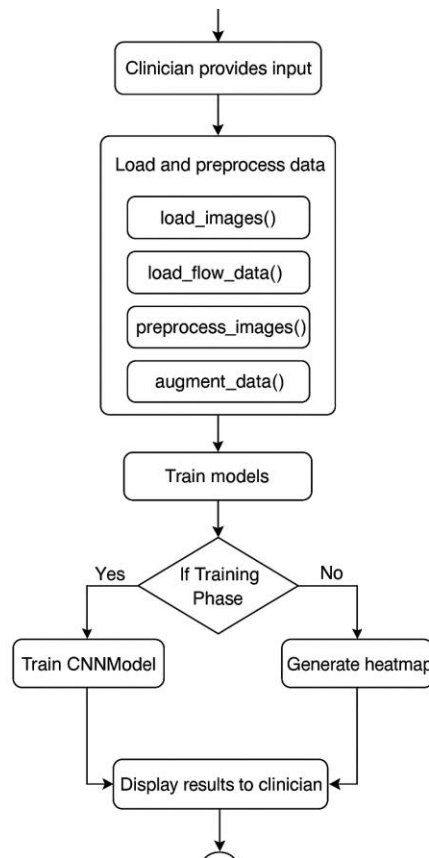 Clinician provides input
Load and preprocess data
load_images()
load_flow_data()
preprocess_images()
augment_data()
Train models
If Training
Phase
Yes
No
Train CNNModel
Generate heatmap
Display results to clinician